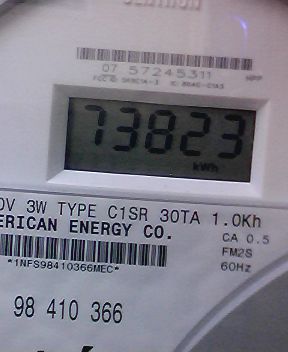 07 57245311
73823
kWh
0V 3W TYPE C1SR 30TA 1.0Kh
ERICAN ENERGY CO.
CA 0.5
FM2S
*1NFS98410366MEC*
60Hz
98 410 366